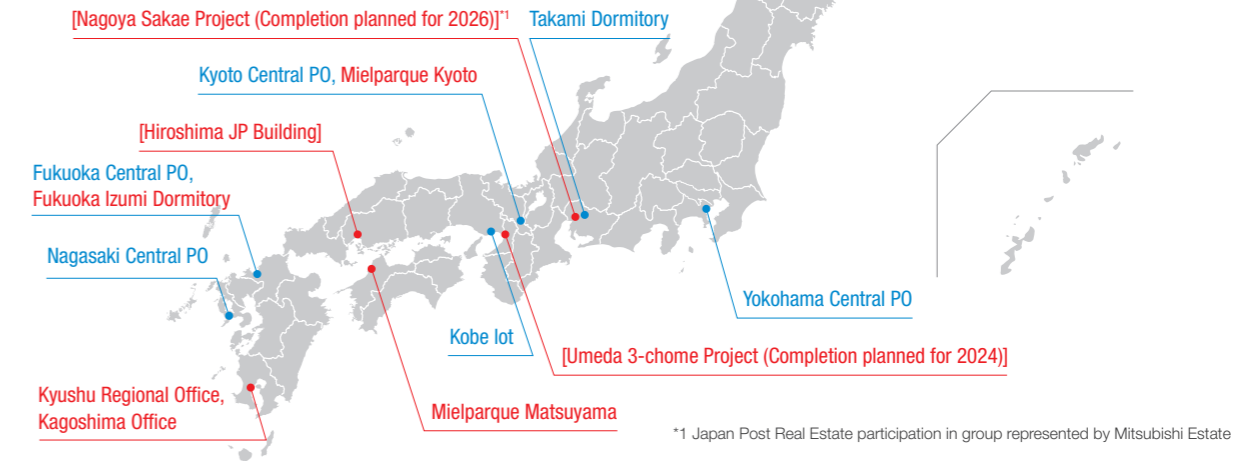 [Nagoya Sakae Project (Completion planned for 2026)]*1
Takami Dormitory
Kyoto Central PO, Mielparque Kyoto
[Hiroshima JP Building]
Fukuoka Central PO,
Fukuoka Izumi Dormitory
Nagasaki Central PO
Yokohama Central PO
Kobe lot
[Umeda 3-chome Project (Completion planned for 2024)]
Kyushu Regional Office,
Kagoshima Office
Mielparque Matsuyama
*1 Japan Post Real Estate participation in group represented by Mitsubishi Estate